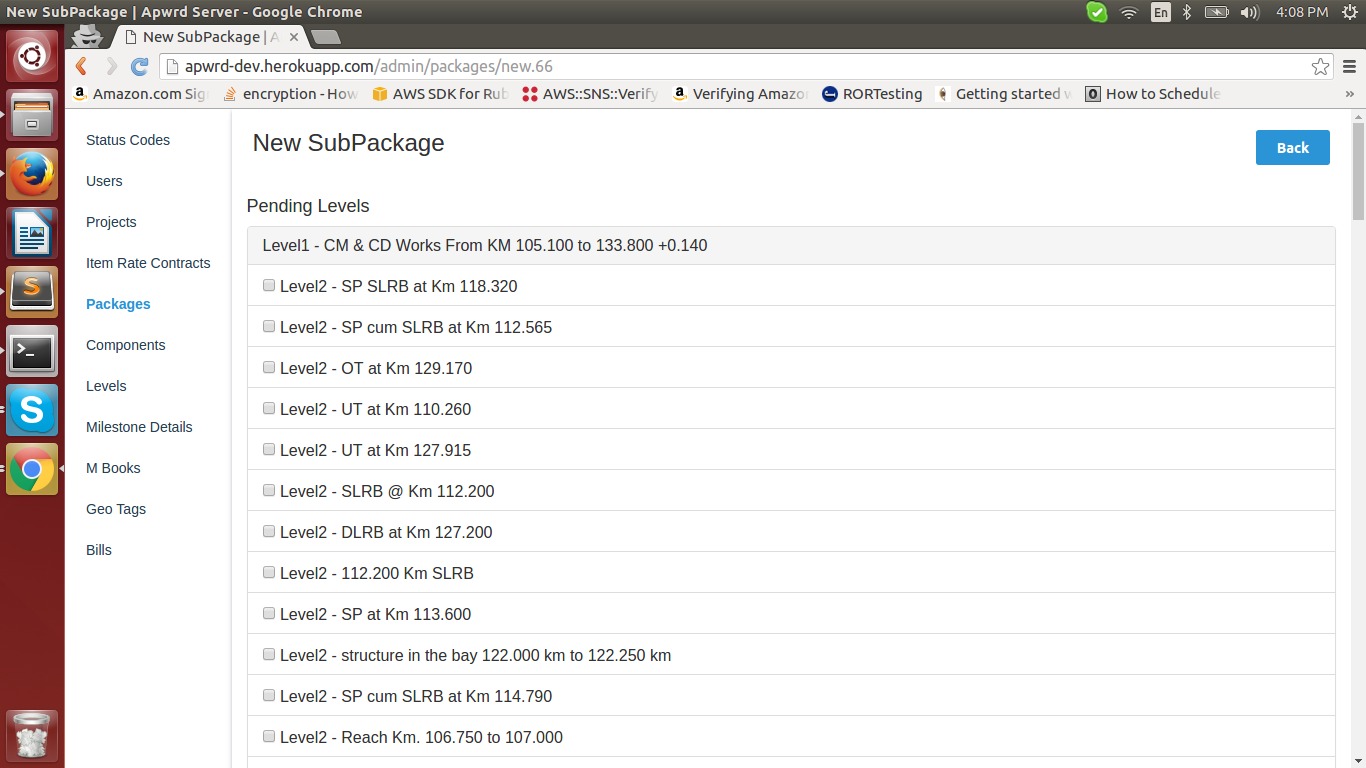 New SubPackage | Apwrd Server - Google Chrome
En
4:08 PM
New SubPackage | A
apwrd-dev.herokuapp.com/admin/packages/new.66
Amazon.com Sig
encryption - How
AWS SDK for Rub
AWS::SNS::Verify
Verifying Amazo
RORTesting
Getting started w
How to Schedule
»
Status Codes
Users
Projects
Item Rate Contracts
Packages
Components
Levels
Milestone Details
M Books
Geo Tags
Bills
New SubPackage
Back
Pending Levels
Level1 - CM & CD Works From KM 105.100 to 133.800 +0.140
Level2 - SP SLRB at Km 118.320
Level2 - SP cum SLRB at Km 112.565
Level2 - OT at Km 129.170
Level2 - UT at Km 110.260
Level2 - UT at Km 127.915
Level2 - SLRB @ Km 112.200
Level2 - DLRB at Km 127.200
Level2 - 112.200 Km SLRB
Level2 - SP at Km 113.600
Level2 - structure in the bay 122.000 km to 122.250 km
Level2 - SP cum SLRB at Km 114.790
Level2 - Reach Km. 106.750 to 107.000